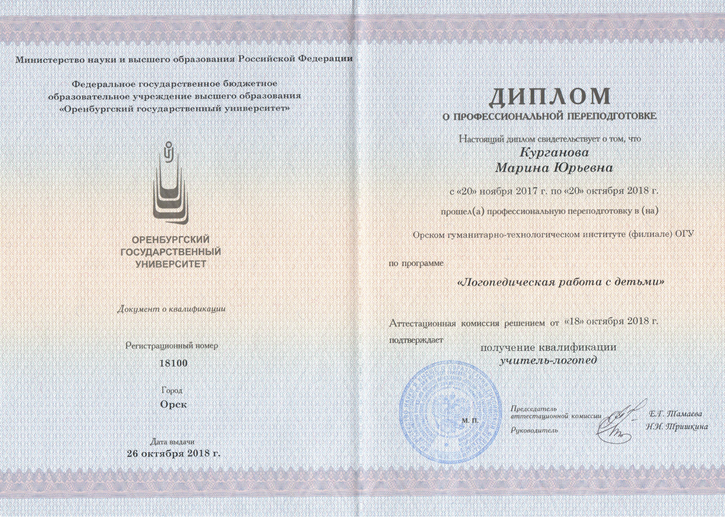 Министерство науки и высшего образования Российской Федерации
Федеральное государственное бюджетное
образовательное учреждение высшего образования
«Оренбургский государственный университет»
ОРЕНБУРГСКИЙ
ГОСУДАРСТВЕННЫЙ
УНИВЕРСИТЕТ
Документ о квалификации
Регистрационный номер
18100
Город
Орск
Дата выдачи
26 октября 2018 г.
ДИПЛОМ
О ПРОФЕССИОНАЛЬНОЙ ПЕРЕПОДГОТОВКЕ
Настоящий диплом свидетельствует о том, что
Курганова
Марина Юрьевна
с «20» ноября 2017 г. по «20» октября 2018 г.
прошел(а) профессиональную переподготовку в (на)
Орском гуманитарно-технологическом институте (филиале) ОГУ
по программе
«Логопедическая работа с детьми»
Аттестационная комиссия решением от «18» октября 2018 г.
подтверждает
получение квалификации
учитель-логопед
М. П.
Председатель
аттестационной комиссии
Е.Г. Тамаева
Руководитель
Н.И. Тришкина